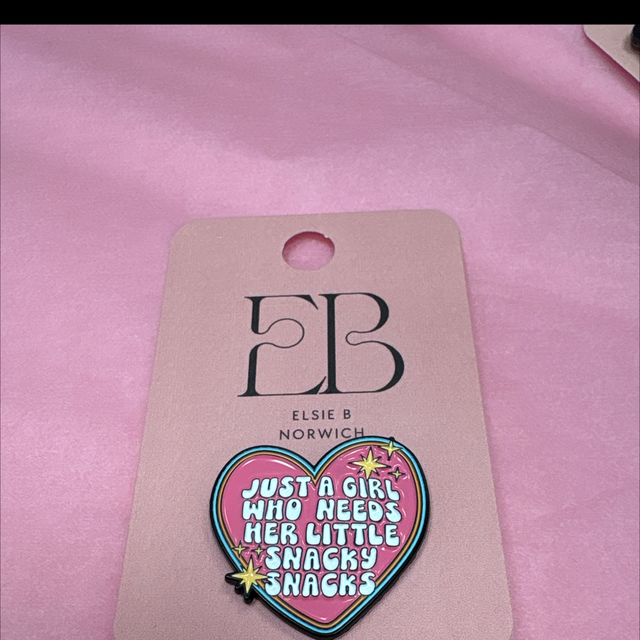 EB
ELSIE B
NORWICH
JUST A GIRL
WHO NEEDS
HER LITTLE
SNACKY
SNACKS